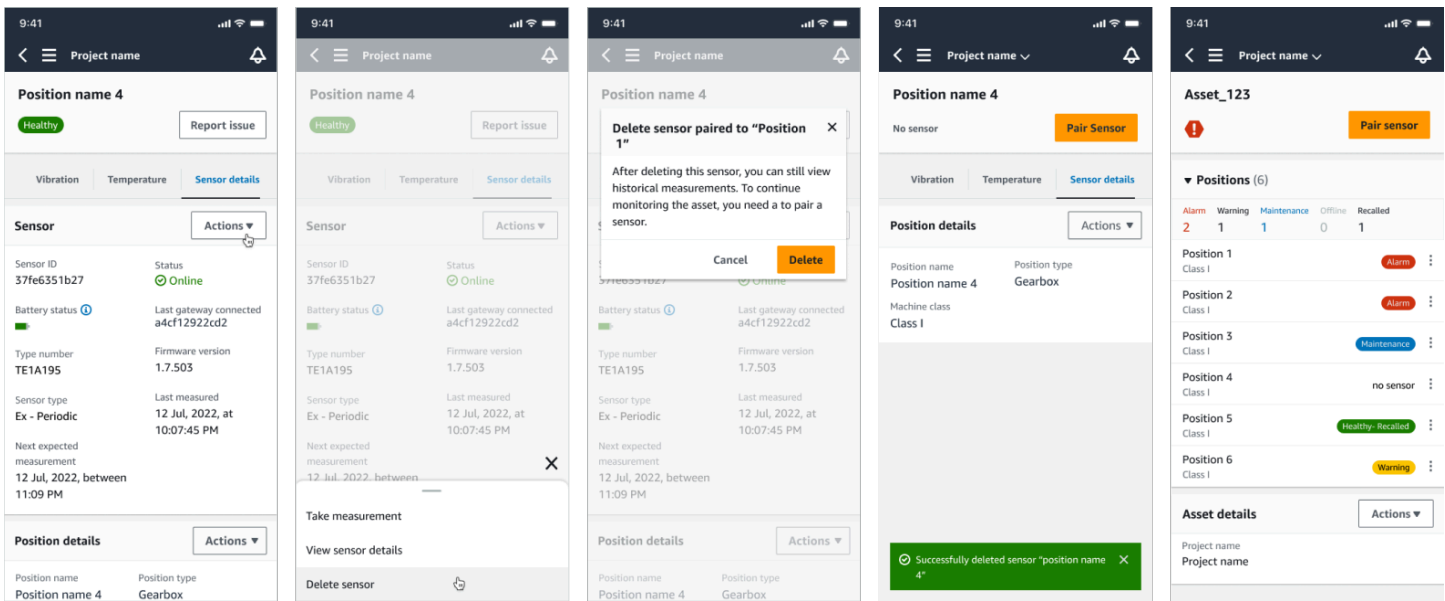 9:41
Project name
Position name 4
Healthy
Report issue
Vibration Temperature Sensor details
Sensor
Actions
Sensor ID
37fe6351b27
Status
Online
Battery status
Last gateway connected
a4cf12922cd2
Type number
TE1A195
Firmware version
1.7.503
Sensor type
Ex - Periodic
Last measured
12 Jul, 2022, at
10:07:45 PM
Next expected
measurement
12 Jul, 2022, between
11:09 PM
Position details
Actions
Position name
Position name 4
Position type
Gearbox
9:41
Project name
Position name 4
Healthy
Report issue
Vibration Temperature Sensor details
Sensor
Actions
Sensor ID
37fe6351b27
Status
Online
Battery status
Last gateway connected
a4cf12922cd2
Type number
TE1A195
Firmware version
1.7.503
Sensor type
Ex - Periodic
Last measured
12 Jul, 2022, at
10:07:45 PM
Next expected
measurement
12 Jul, 2022, between
Take measurement
View sensor details
Delete sensor
9:41
Project name
Position name 4
Delete sensor paired to “Position
1”
After deleting this sensor, you can still view
historical measurements. To continue
monitoring the asset, you need a to pair a
sensor.
Cancel
Delete
37fe6351b27
Online
Battery status
Last gateway connected
a4cf12922cd2
Type number
TE1A195
Firmware version
1.7.503
Sensor type
Ex - Periodic
Last measured
12 Jul, 2022, at
10:07:45 PM
Next expected
measurement
12 Jul, 2022, between
11:09 PM
Position details
Actions
Position name
Position name 4
Position type
Gearbox
9:41
Project name
Position name 4
No sensor
Pair Sensor
Vibration Temperature Sensor details
Position details
Actions
Position name
Position name 4
Position type
Gearbox
Machine class
Class I
Successfully deleted sensor “position name
4”
9:41
Project name
Asset_123
Pair sensor
Positions (6)
Alarm Warning Maintenance Offline Recalled
2 1 1 0 1
Position 1
Class I
Alarm
Position 2
Class I
Alarm
Position 3
Class I
Maintenance
Position 4
Class I
no sensor
Position 5
Class I
Healthy- Recalled
Position 6
Class I
Warning
Asset details
Actions
Project name
Project name